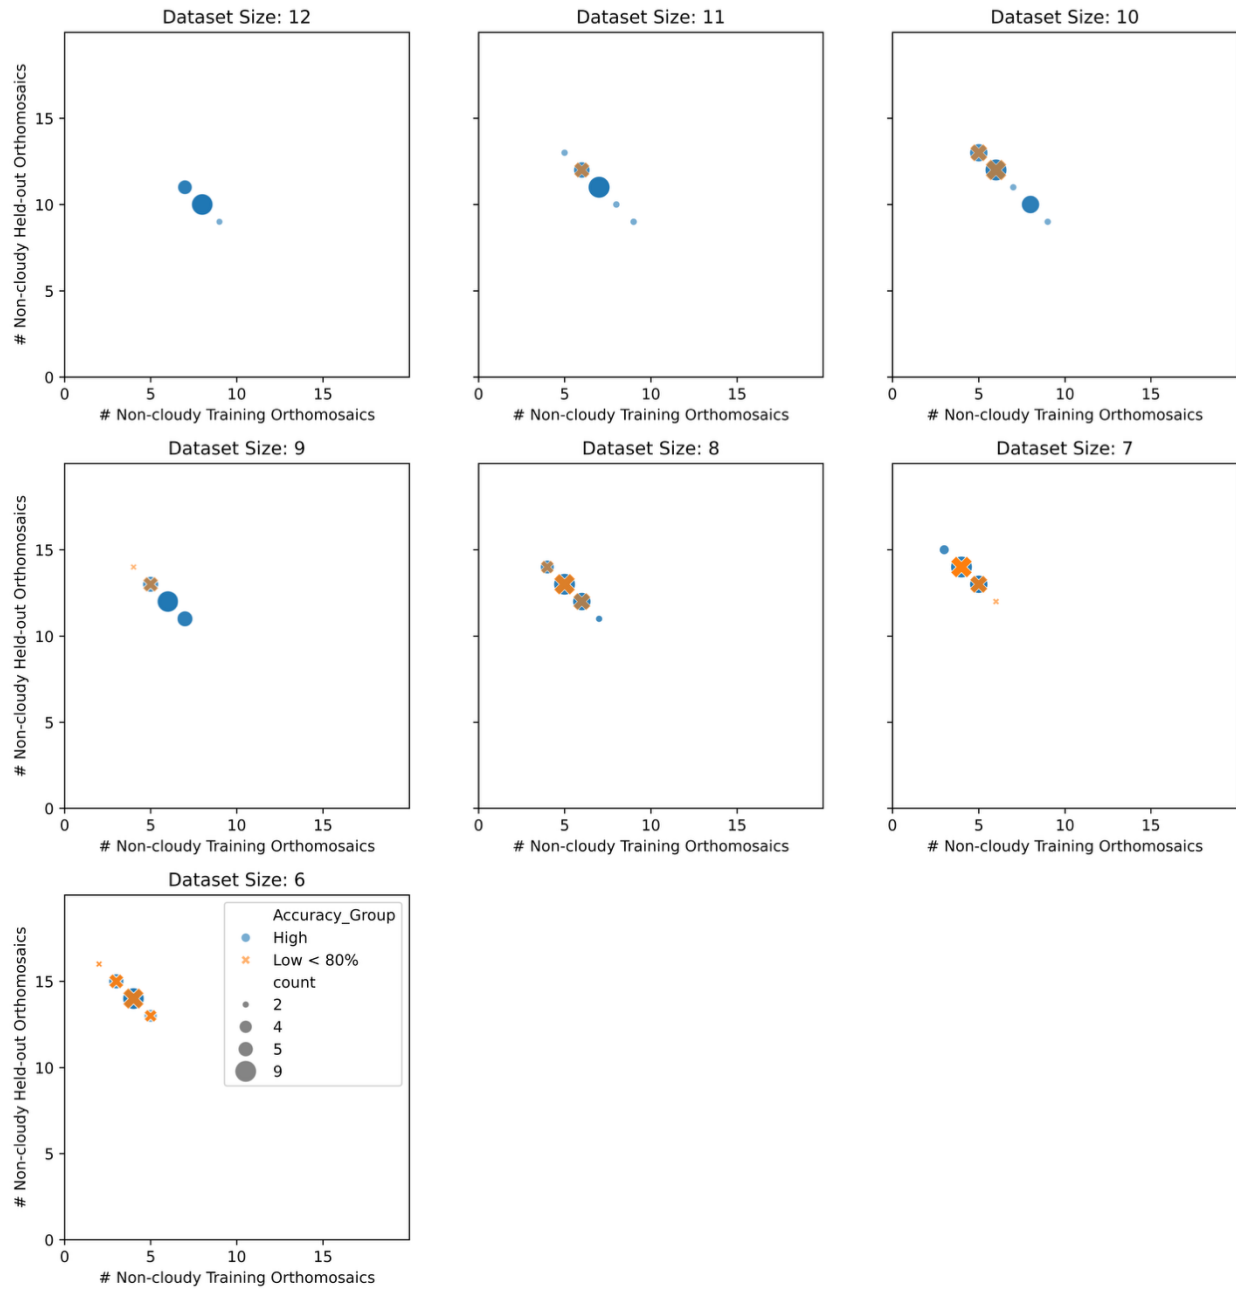 Dataset Size: 12
# Non-cloudy Held-out Orthomosaics
15
10
5
0
0 5 10 15
# Non-cloudy Training Orthomosaics
Dataset Size: 11
0 5 10 15
# Non-cloudy Training Orthomosaics
Dataset Size: 10
0 5 10 15
# Non-cloudy Training Orthomosaics
Dataset Size: 9
# Non-cloudy Held-out Orthomosaics
15
10
5
0
0 5 10 15
# Non-cloudy Training Orthomosaics
Dataset Size: 8
0 5 10 15
# Non-cloudy Training Orthomosaics
Dataset Size: 7
0 5 10 15
# Non-cloudy Training Orthomosaics
Dataset Size: 6
# Non-cloudy Held-out Orthomosaics
15
10
5
0
0 5 10 15
# Non-cloudy Training Orthomosaics
Accuracy_Group
High
Low < 80%
count
2
4
5
9